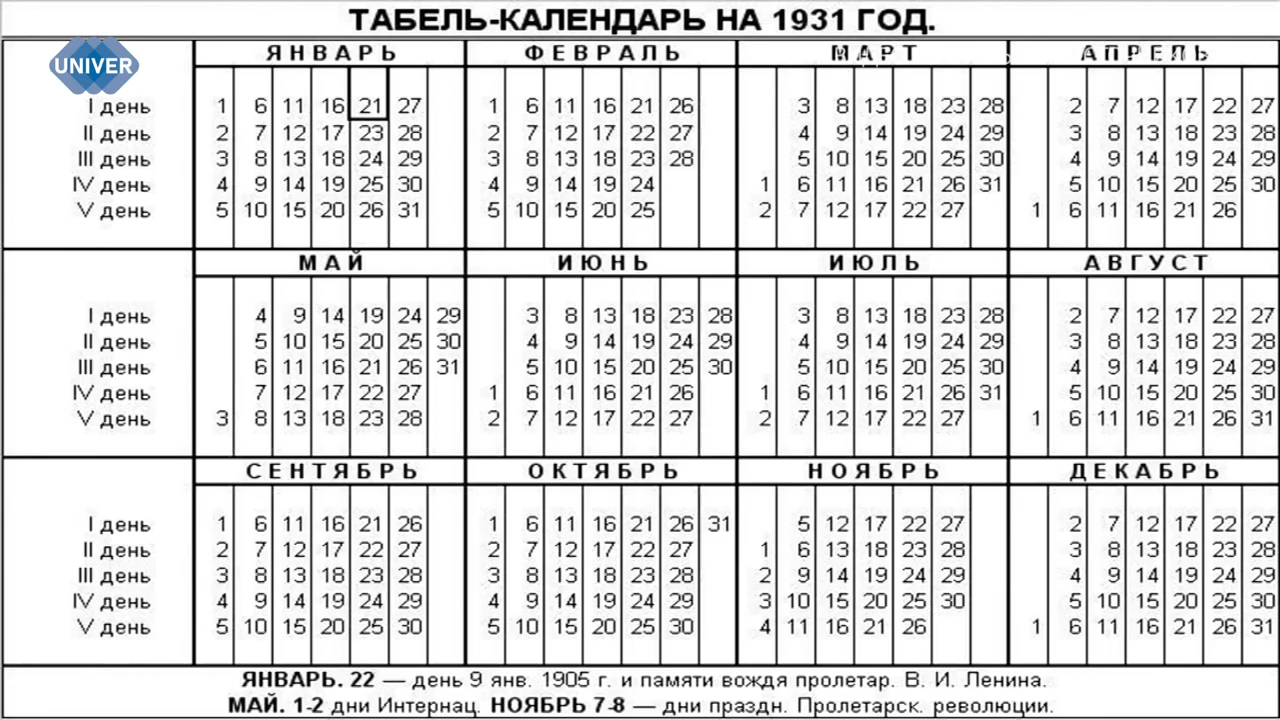 ТАБЕЛЬ-КАЛЕНДАРЬ НА 1931 ГОД.
UNIVER
ЯНВАРЬ ФЕВРАЛЬ МАРТ АПРЕЛЬ
I день 1 6 11 16 21 27 1 6 11 16 21 26 3 8 13 18 23 28 2 7 12 17 22 27
II день 2 7 12 17 23 28 2 7 12 17 22 27 4 9 14 19 24 29 3 8 13 18 23 28
III день 3 8 13 18 24 29 3 8 13 18 23 28 5 10 15 20 25 30 4 9 14 19 24 29
IV день 4 9 14 19 25 30 4 9 14 19 24 1 6 11 16 21 26 31 5 10 15 20 25 30
V день 5 10 15 20 26 31 5 10 15 20 25 2 7 12 17 22 27 1 6 11 16 21 26
МАЙ ИЮНЬ ИЮЛЬ АВГУСТ
I день 4 9 14 19 24 29 3 8 13 18 23 28 3 8 13 18 23 28 2 7 12 17 22 27
II день 5 10 15 20 25 30 4 9 14 19 24 29 4 9 14 19 24 29 3 8 13 18 23 28
III день 6 11 16 21 26 31 5 10 15 20 25 30 5 10 15 20 25 30 4 9 14 19 24 29
IV день 7 12 17 22 27 1 6 11 16 21 26 1 6 11 16 21 26 31 5 10 15 20 25 30
V день 3 8 13 18 23 28 2 7 12 17 22 27 2 7 12 17 22 27 1 6 11 16 21 26 31
СЕНТЯБРЬ ОКТЯБРЬ НОЯБРЬ ДЕКАБРЬ
I день 1 6 11 16 21 26 1 6 11 16 21 26 31 5 12 17 22 27 2 7 12 17 22 27
II день 2 7 12 17 22 27 2 7 12 17 22 27 1 6 13 18 23 28 3 8 13 18 23 28
III день 3 8 13 18 23 28 3 8 13 18 23 28 2 9 14 19 24 29 4 9 14 19 24 29
IV день 4 9 14 19 24 29 4 9 14 19 24 29 3 10 15 20 25 30 5 10 15 20 25 30
V день 5 10 15 20 25 30 5 10 15 20 25 30 4 11 16 21 26 1 6 11 16 21 26 31
ЯНВАРЬ. 22 — день 9 янв. 1905 г. и памяти вождя пролетар. В. И. Ленина.
МАЙ. 1-2 дни Интернац. НОЯБРЬ 7-8 — дни праздн. Пролетарск. революции.